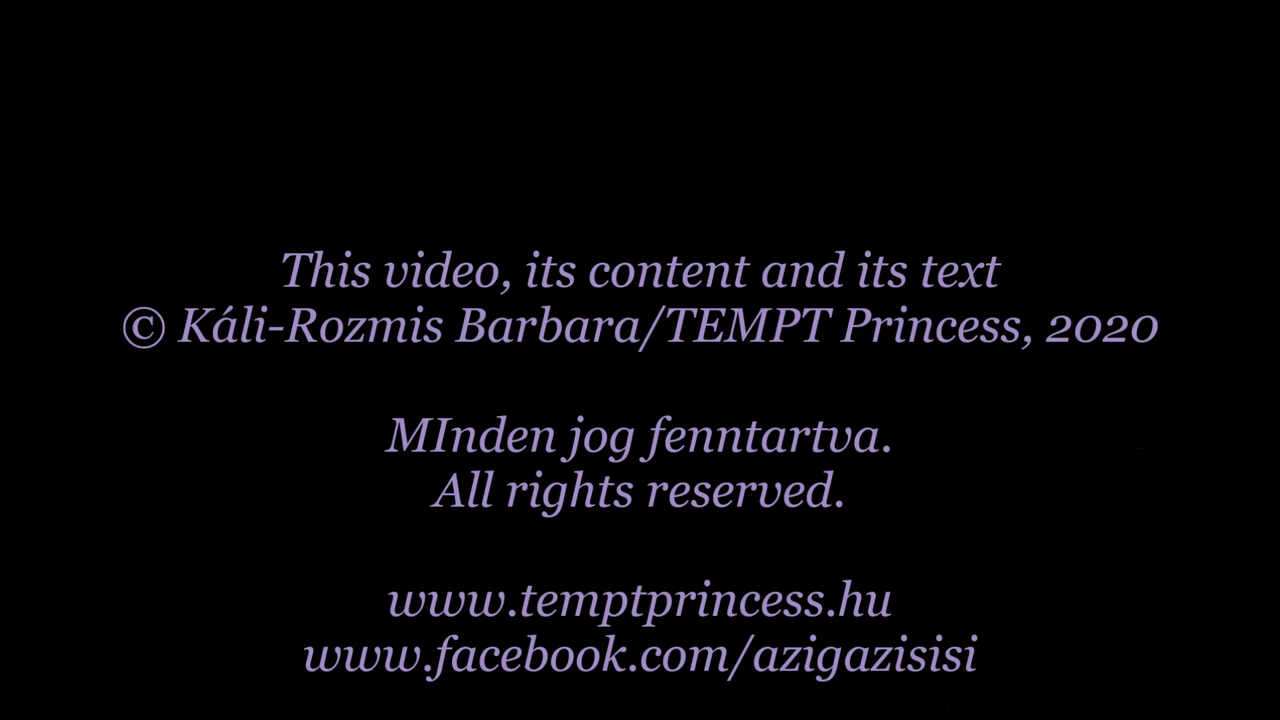 This video, its content and its text
© Káli-Rozmis Barbara/TEMPT Princess, 2020
MInden jog fenntartva.
All rights reserved.
www.temptprincess.hu
www.facebook.com/azigazisisi